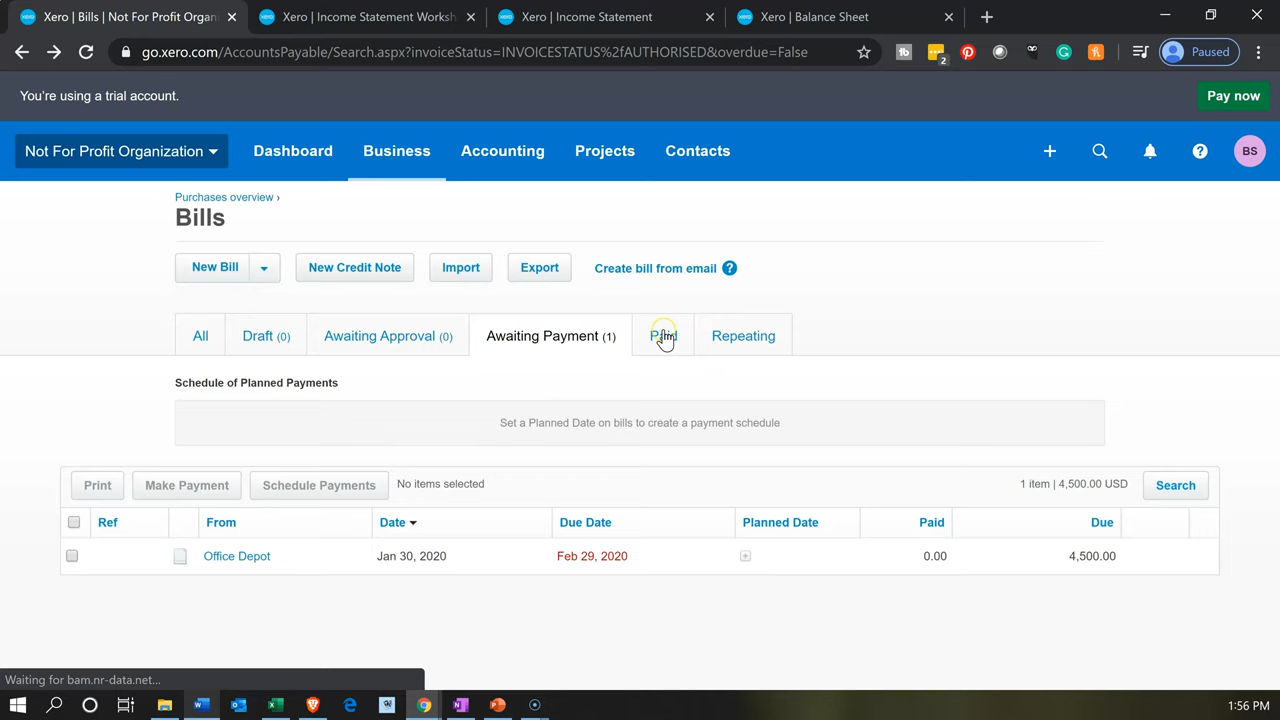 Xero | Bills | Not For Profit Organi
Xero | Income Statement Worksh
Xero | Income Statement
Xero | Balance Sheet
go.xero.com/AccountsPayable/Search.aspx?invoiceStatus=INVOICESTATUS%2fAUTHORISED&overdue=False
2
Paused
You're using a trial account.
Pay now
Not For Profit Organization
Dashboard
Business
Accounting
Projects
Contacts
BS
Purchases overview ›
Bills
New Bill
New Credit Note
Import
Export
Create bill from email ?
All
Draft (0)
Awaiting Approval (0)
Awaiting Payment (1)
Paid
Repeating
Schedule of Planned Payments
Set a Planned Date on bills to create a payment schedule
Print
Make Payment
Schedule Payments
No items selected
1 item | 4,500.00 USD
Search
Ref From Date Due Date Planned Date Paid Due
Office Depot Jan 30, 2020 Feb 29, 2020 0.00 4,500.00
Waiting for bam.nr-data.net...
1:56 PM